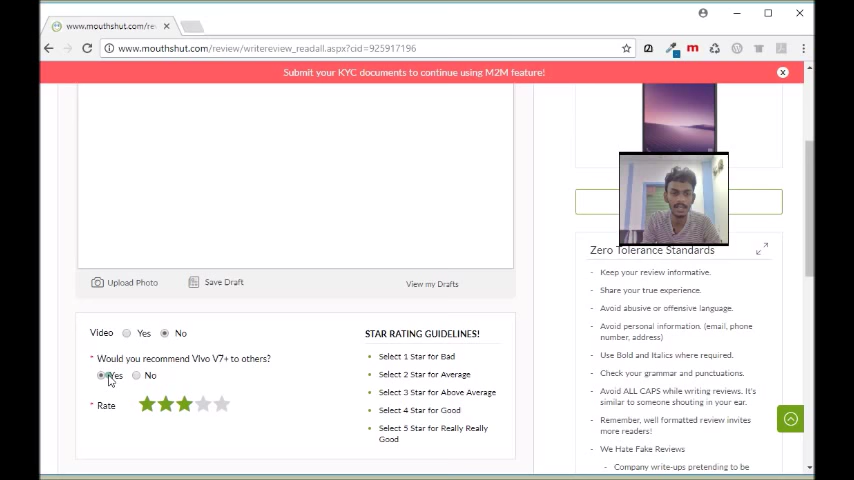 www.mouthshut.com/re
www.mouthshut.com/review/writereview_readall.aspx?cid=925917196
Submit your KYC documents to continue using M2M feature!
Upload Photo
Save Draft
View my Drafts
Video
Yes
No
* Would you recommend Vivo V7+ to others?
Yes
No
* Rate
STAR RATING GUIDELINES!
Select 1 Star for Bad
Select 2 Star for Average
Select 3 Star for Above Average
Select 4 Star for Good
Select 5 Star for Really Really
Good
Zero Tolerance Standards
- Keep your review informative.
- Share your true experience.
- Avoid abusive or offensive language.
- Avoid personal information. (email, phone
number, address)
- Use Bold and Italics where required.
- Check your grammar and punctuations.
- Avoid ALL CAPS while writing reviews. It's
similar to someone shouting in your ear.
- Remember, well formatted review invites
more readers!
- We Hate Fake Reviews
- Company write-ups pretending to be